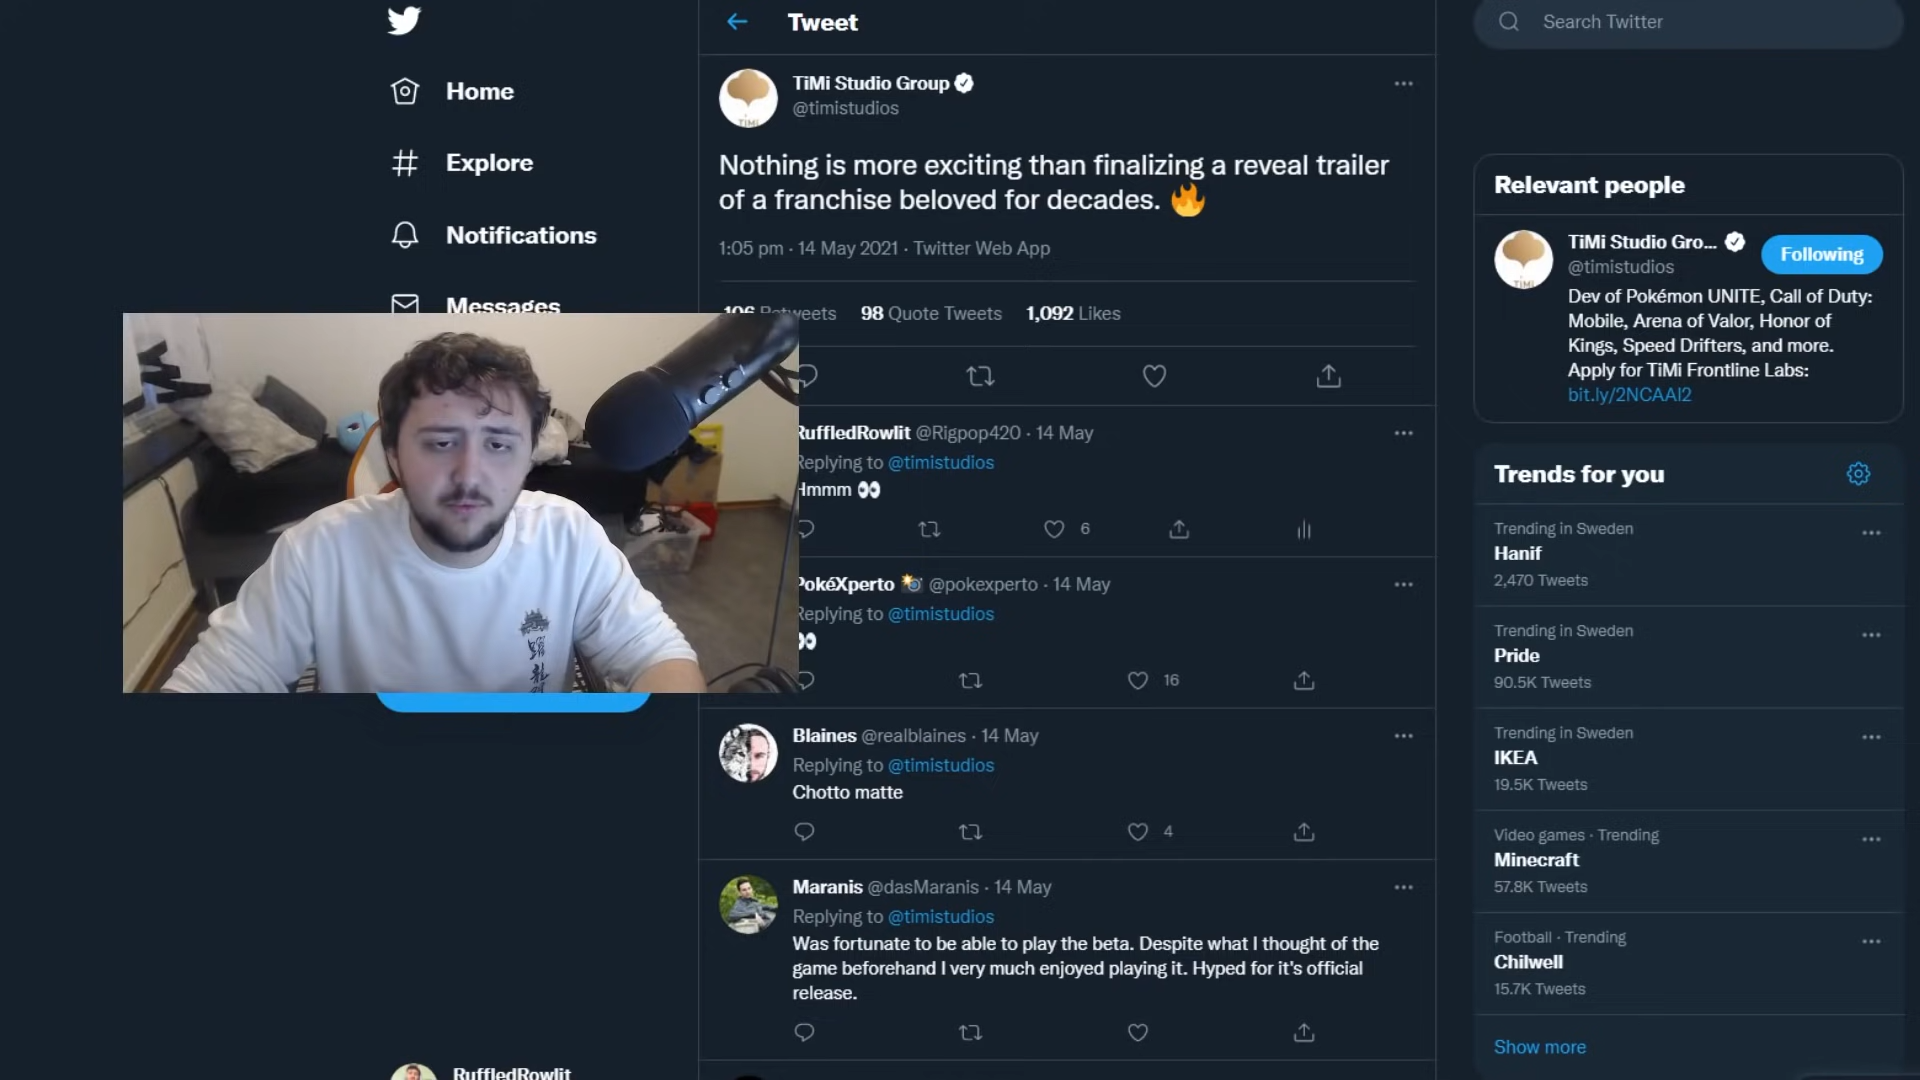 Home
Explore
Notifications
Messages
RuffledRowlit
Tweet
TiMi Studio Group
@timistudios
Nothing is more exciting than finalizing a reveal trailer
of a franchise beloved for decades. 🔥
1:05 pm · 14 May 2021 · Twitter Web App
106 Retweets 98 Quote Tweets 1,092 Likes
RuffledRowlit @Rigpop420 · 14 May
Replying to @timistudios
Hmmm 👀
6
PokéXperto 📸 @pokexperto · 14 May
Replying to @timistudios
👀
16
Blaines @realblaines · 14 May
Replying to @timistudios
Chotto matte
4
Maranis @dasMaranis · 14 May
Replying to @timistudios
Was fortunate to be able to play the beta. Despite what I thought of the
game beforehand I very much enjoyed playing it. Hyped for it's official
release.
Search Twitter
Relevant people
TiMi Studio Gro...
Following
@timistudios
Dev of Pokémon UNITE, Call of Duty:
Mobile, Arena of Valor, Honor of
Kings, Speed Drifters, and more.
Apply for TiMi Frontline Labs:
bit.ly/2NCAAI2
Trends for you
Trending in Sweden
Hanif
2,470 Tweets
Trending in Sweden
Pride
90.5K Tweets
Trending in Sweden
IKEA
19.5K Tweets
Video games · Trending
Minecraft
57.8K Tweets
Football · Trending
Chilwell
15.7K Tweets
Show more